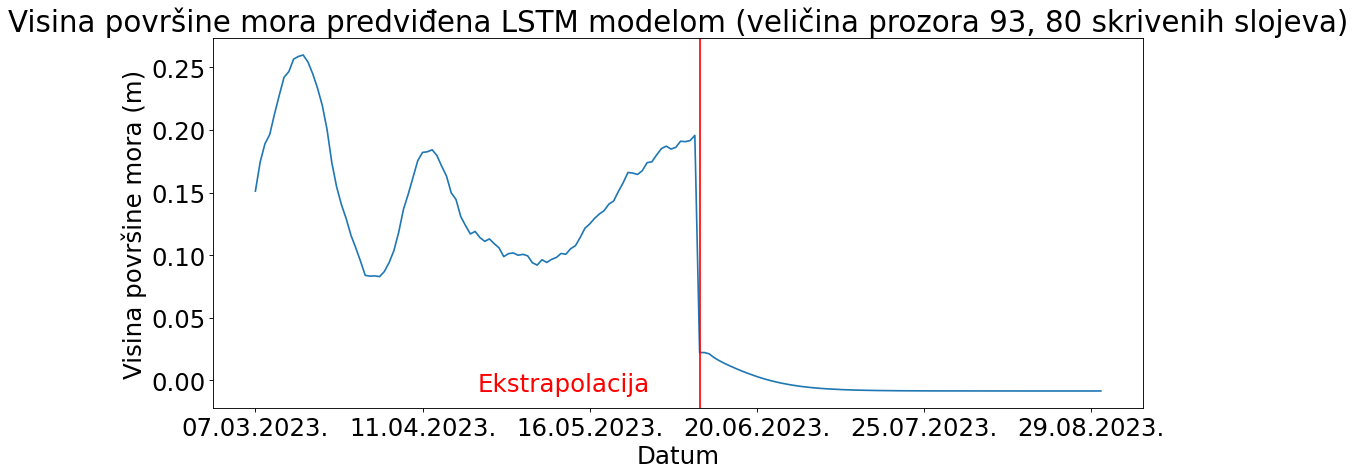 Visina površine mora predviđena LSTM modelom (veličina prozora 93, 80 skrivenih slojeva)
Visina površine mora (m)
0.25
0.20
0.15
0.10
0.05
0.00
Ekstrapolacija
07.03.2023. 11.04.2023. 16.05.2023. 20.06.2023. 25.07.2023. 29.08.2023.
Datum